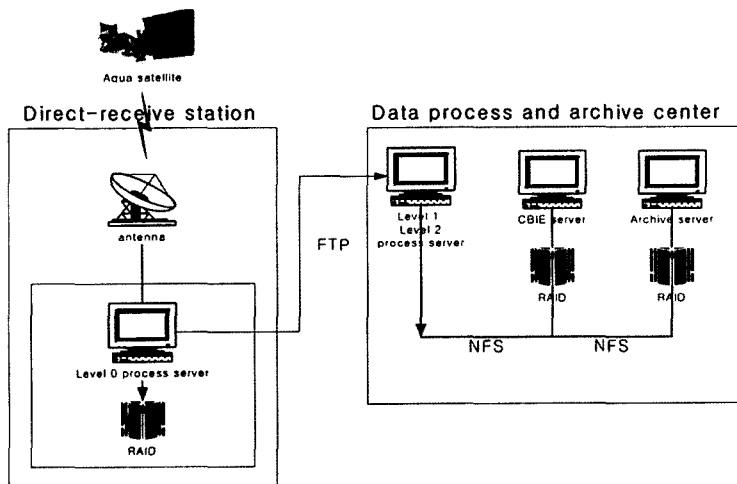 Aqua satellite
Direct-receive station
antenna
Level 0 process server
RAID
FTP
Data process and archive center
Level 1
Level 2
process server
CBIE server
Archive server
RAID
RAID
NFS
NFS